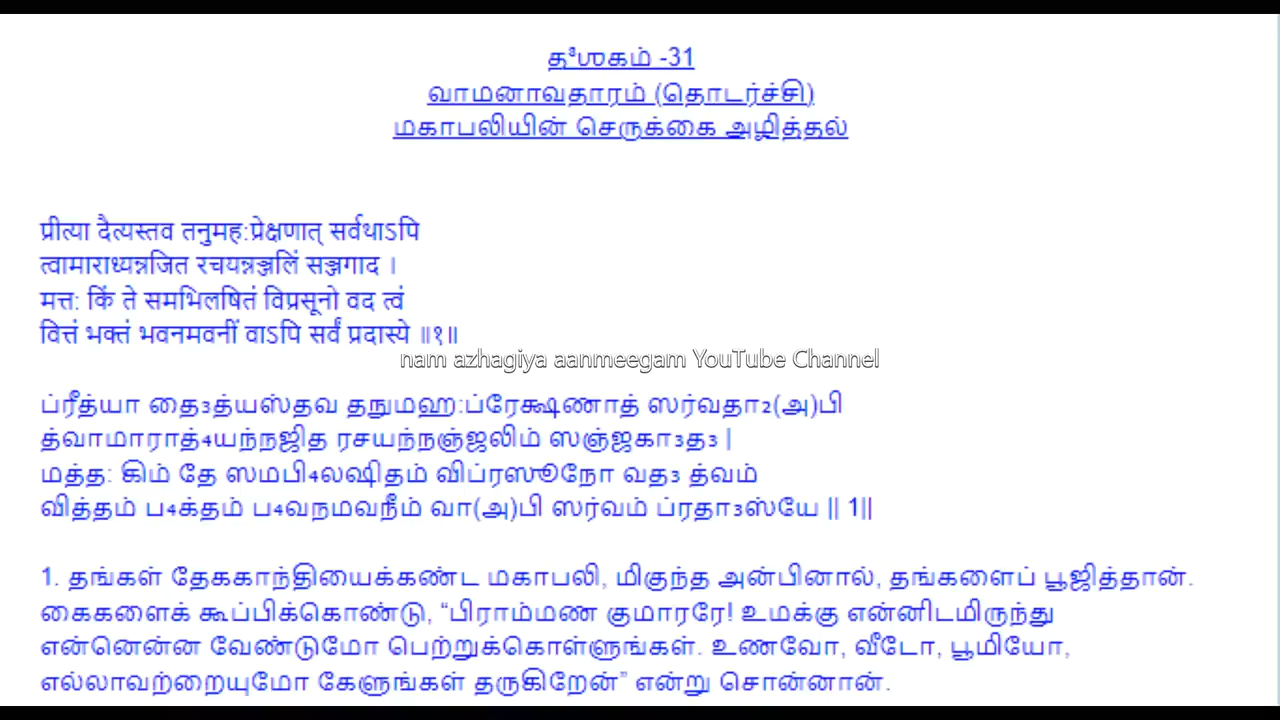 த³ஶகம் -31
வாமனாவதாரம் (தொடர்ச்சி)
மகாபலியின் செருக்கை அழித்தல்
प्रीत्या दैत्यस्तव तनुमह:प्रेक्षणात् सर्वथाऽपि
त्वामाराध्यन्नजित रचयन्नञ्जलिं सञ्जगाद ।
मत्त: किं ते समभिलषितं विप्रसूनो वद त्वं
वित्तं भक्तं भवनमवनीं वाऽपि सर्वं प्रदास्ये ॥१॥
nam azhagiya aanmeegam YouTube Channel
ப்ரீத்யா தை₃த்யஸ்தவ தநுமஹ:ப்ரேக்ஷணாத் ஸர்வதா₂(அ)பி
த்வாமாராத்₄யந்நஜித ரசயந்நஞ்ஜலிம் ஸஞ்ஜகா₃த₃ |
மத்த: கிம் தே ஸமபி₄லஷிதம் விப்ரஸூநோ வத₃ த்வம்
வித்தம் ப₄க்தம் ப₄வநமவநீம் வா(அ)பி ஸர்வம் ப்ரதா₃ஸ்யே || 1||
1. தங்கள் தேககாந்தியைக்கண்ட மகாபலி, மிகுந்த அன்பினால், தங்களைப் பூஜித்தான்.
கைகளைக் கூப்பிக்கொண்டு, “பிராம்மண குமாரரே! உமக்கு என்னிடமிருந்து
என்னென்ன வேண்டுமோ பெற்றுக்கொள்ளுங்கள். உணவோ, வீடோ, பூமியோ,
எல்லாவற்றையுமோ கேளுங்கள் தருகிறேன்” என்று சொன்னான்.